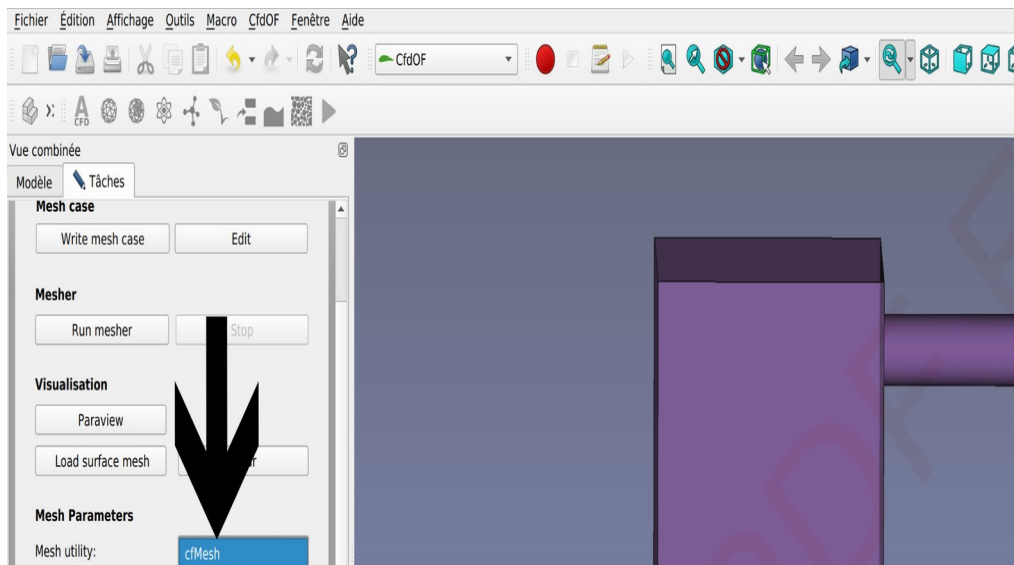 Fichier Édition Affichage Outils Macro CfdOF Fenêtre Aide
CfdOF
CFD
Vue combinée
Modèle Tâches
Mesh case
Write mesh case Edit
Mesher
Run mesher Stop
Visualisation
Paraview
Load surface mesh
Mesh Parameters
Mesh utility: cfMesh